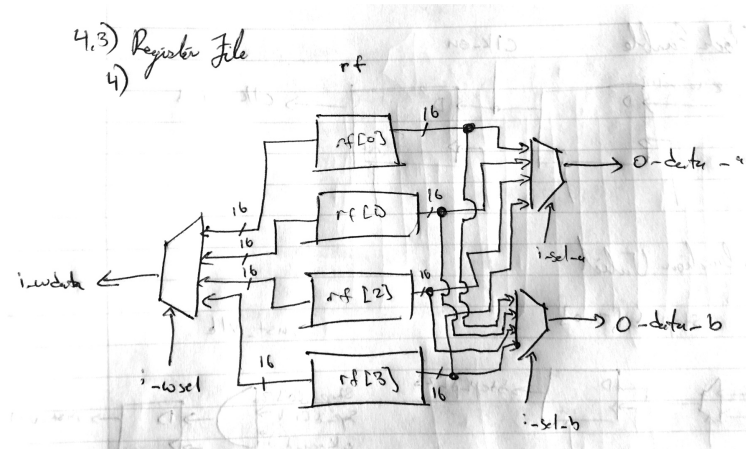 4.3) Register File
4)
rf
16
rf[0]
o-data-a
16
16
rf[
16
16
i-sel-a
i-wdata
16
rf [2]
o-data-b
i-wsel
16
rf[3]
16
i-sel-b